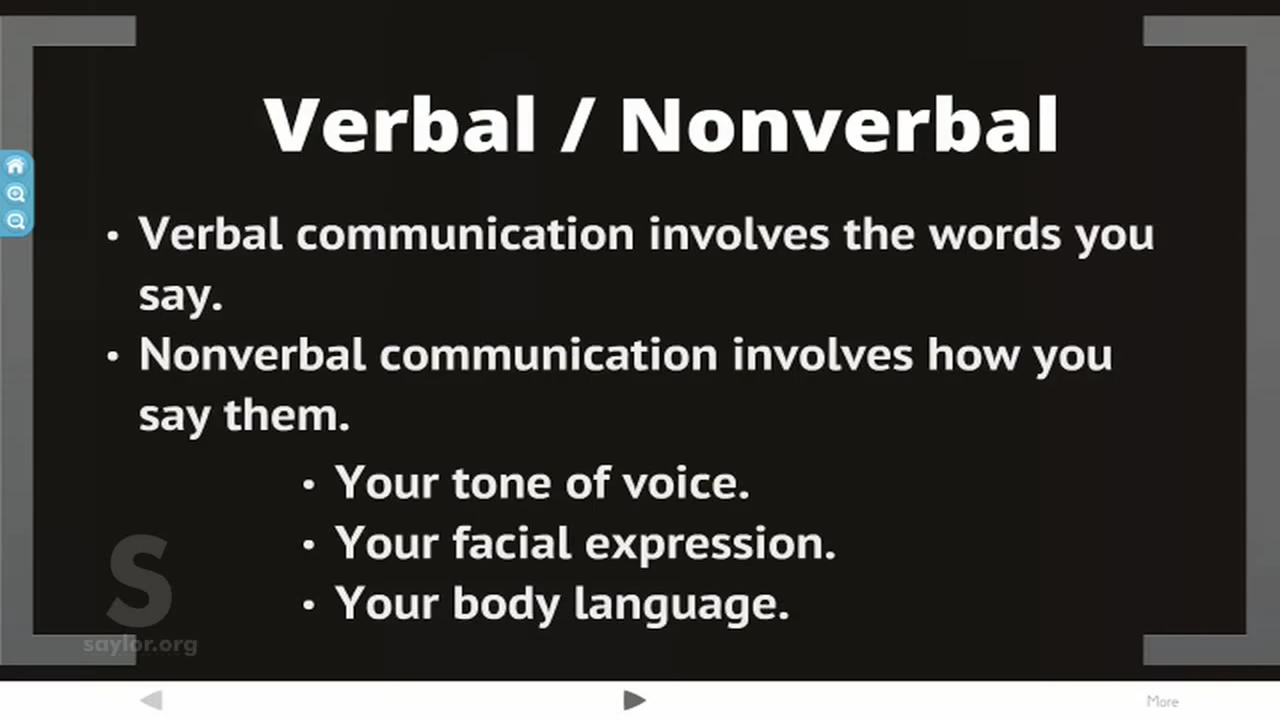 Verbal / Nonverbal
• Verbal communication involves the words you
say.
• Nonverbal communication involves how you
say them.
• Your tone of voice.
• Your facial expression.
• Your body language.
S
saylor.org
More